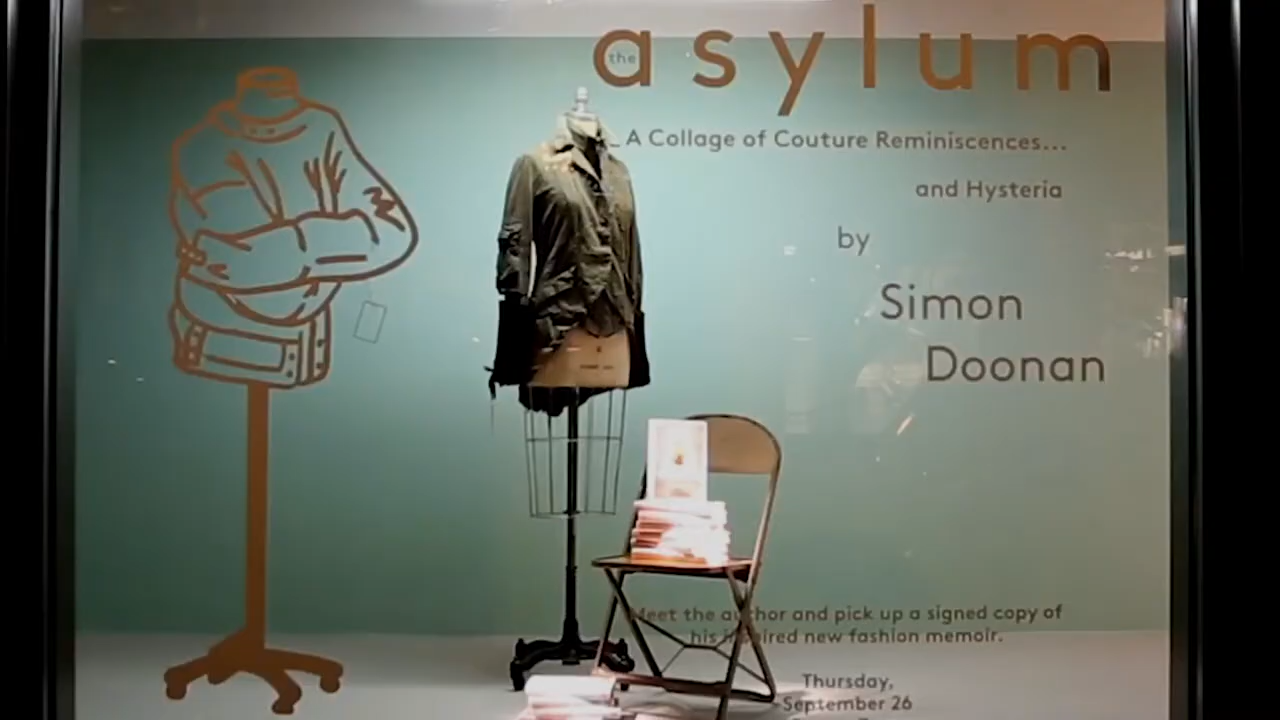 the
asylum
A Collage of Couture Reminiscences...
and Hysteria
by
Simon
Doonan
Meet the author and pick up a signed copy of
his inspired new fashion memoir.
Thursday,
September 26